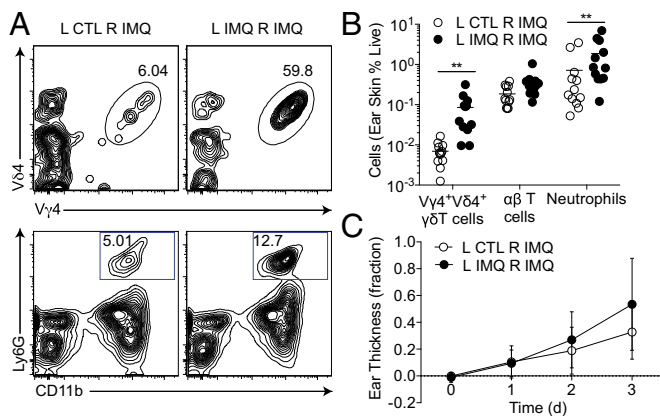 A
L CTL R IMQ
L IMQ R IMQ
6.04
59.8
Vδ4
Vγ4
5.01
12.7
Ly6G
CD11b
B
L CTL R IMQ
L IMQ R IMQ
**
**
10¹
10⁰
10⁻¹
10⁻²
10⁻³
Cells (Ear Skin % Live)
Vγ4⁺Vδ4⁺
γδT cells
αβ T
cells
Neutrophils
C
L CTL R IMQ
L IMQ R IMQ
1.0
0.8
0.6
0.4
0.2
0.0
-0.2
Ear Thickness (fraction)
0
1
2
3
Time (d)